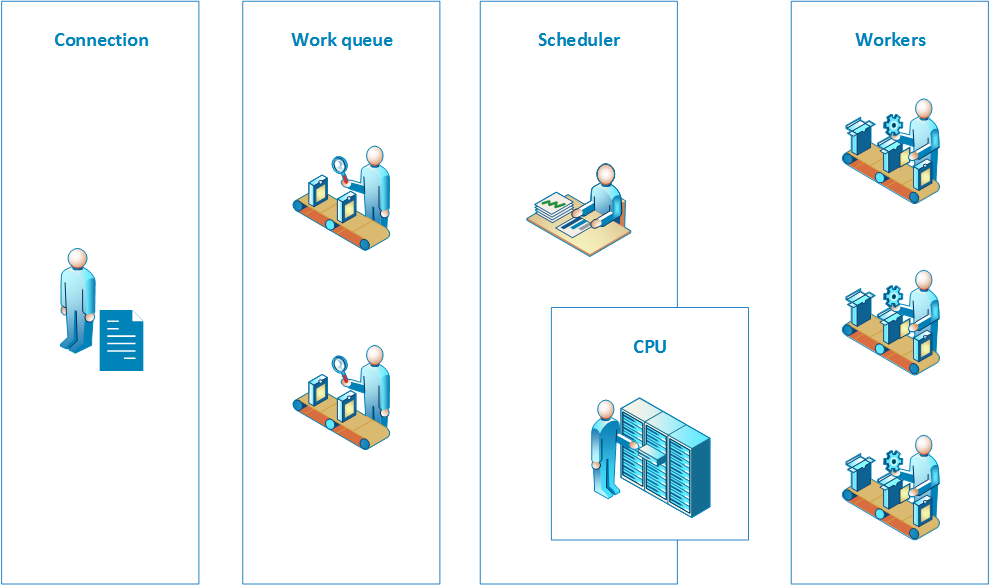 Connection
Work queue
Scheduler
Workers
CPU